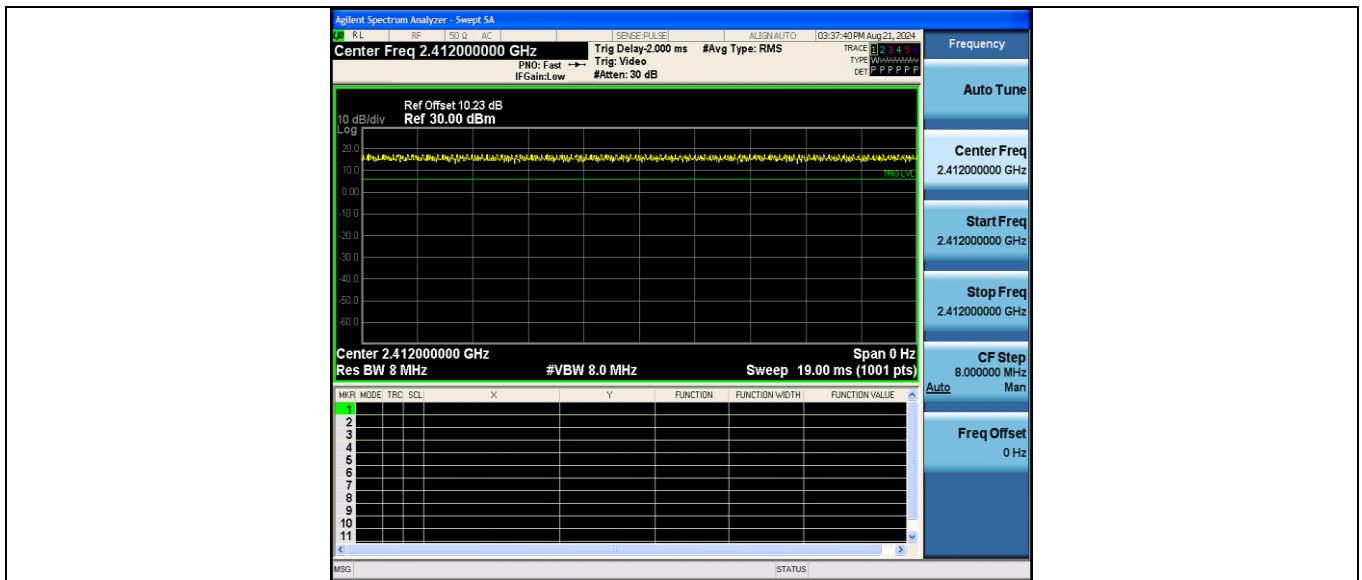 Agilent Spectrum Analyzer - Swept SA
RL RF 50 Ω AC SENSE:PULSE ALIGN AUTO 03:37:40 PM Aug 21, 2024
Center Freq 2.412000000 GHz
PNO: Fast
IFGain:Low
Trig Delay-2.000 ms
Trig: Video
#Atten: 30 dB
#Avg Type: RMS
TRACE 1 2 3 4 5 6
TYPE
DET P P P P P P
Ref Offset 10.23 dB
10 dB/div Ref 30.00 dBm
Log
20.0
10.0
TRIG LVL
0.00
-10.0
-20.0
-30.0
-40.0
-50.0
-60.0
Center 2.412000000 GHz Span 0 Hz
Res BW 8 MHz #VBW 8.0 MHz Sweep 19.00 ms (1001 pts)
MKR MODE TRC SCL X Y FUNCTION FUNCTION WIDTH FUNCTION VALUE
1
2
3
4
5
6
7
8
9
10
11
MSG STATUS
Frequency
Auto Tune
Center Freq
2.412000000 GHz
Start Freq
2.412000000 GHz
Stop Freq
2.412000000 GHz
CF Step
8.000000 MHz
Auto Man
Freq Offset
0 Hz